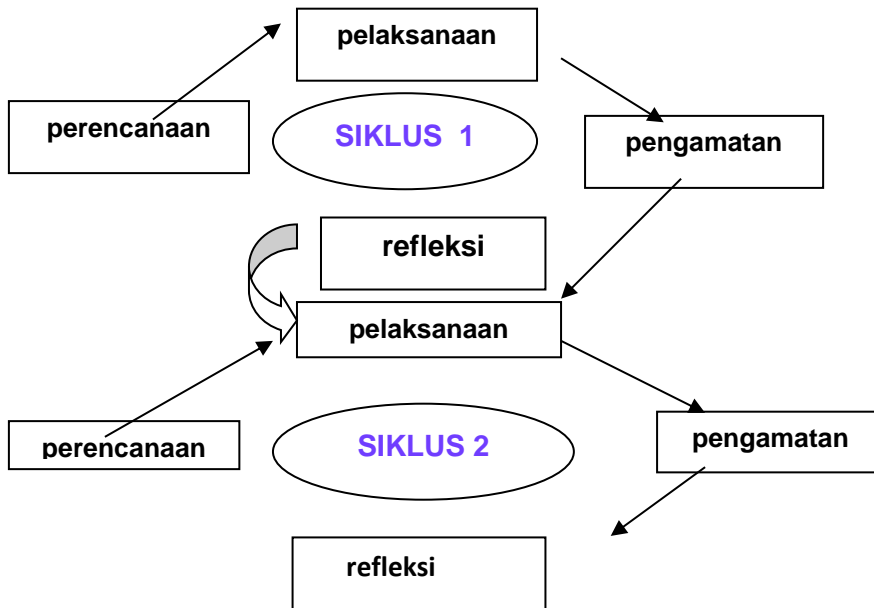 pelaksanaan
perencanaan
SIKLUS 1
pengamatan
refleksi
pelaksanaan
perencanaan
SIKLUS 2
pengamatan
refleksi